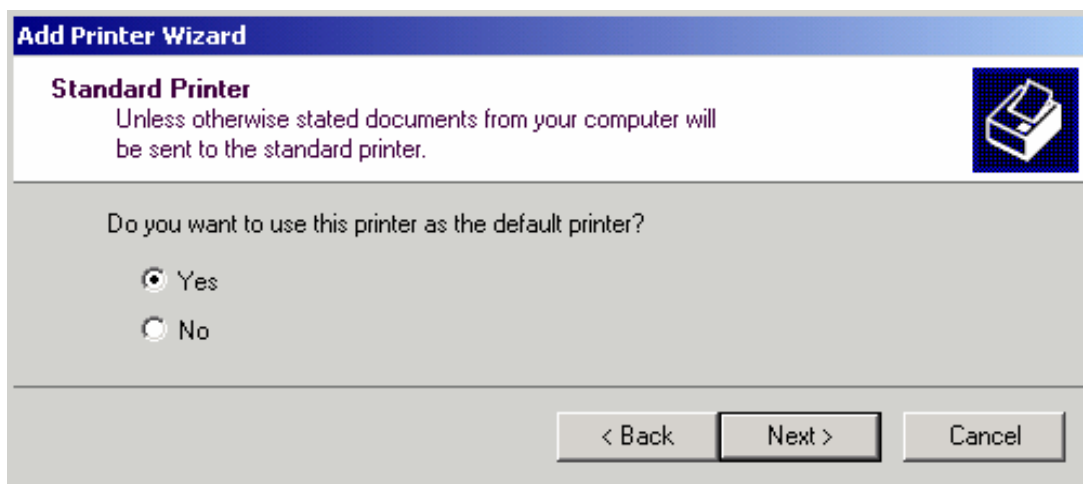 Add Printer Wizard
Standard Printer
Unless otherwise stated documents from your computer will
be sent to the standard printer.
Do you want to use this printer as the default printer?
Yes
No
< Back Next > Cancel